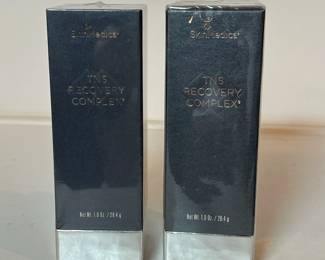 SkinMedica®
TNS
RECOVERY
COMPLEX®
Net Wt. 1.0 Oz. / 28.4 g
SkinMedica®
TNS
RECOVERY
COMPLEX®
Net Wt. 1.0 Oz. / 28.4 g